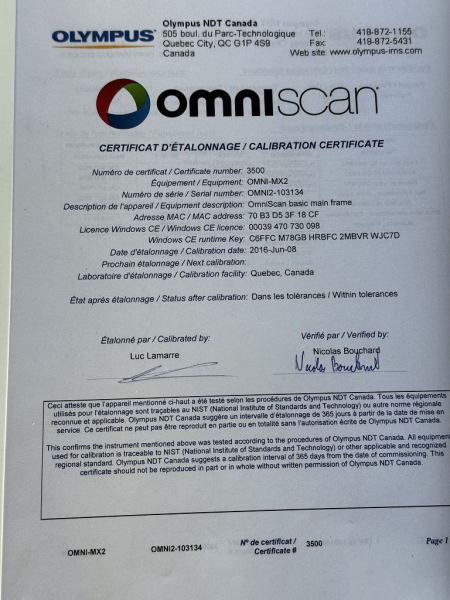 OLYMPUS
Olympus NDT Canada
505 boul. du Parc-Technologique Tel.: 418-872-1155
Quebec City, QC G1P 4S9 Fax: 418-872-5431
Canada Web site: www.olympus-ims.com
omniscan
CERTIFICAT D'ÉTALONNAGE / CALIBRATION CERTIFICATE
Numéro de certificat / Certificate number: 3500
Équipement / Equipment: OMNI-MX2
Numéro de série / Serial number: OMNI2-103134
Description de l'appareil / Equipment description: OmniScan basic main frame
Adresse MAC / MAC address: 70 B3 D5 3F 18 CF
Licence Windows CE / Windows CE licence: 00039 470 730 098
Windows CE runtime Key: C6FFC M78GB HRBFC 2MBVR WJC7D
Date d'étalonnage / Calibration date: 2016-Jun-08
Prochain étalonnage / Next calibration:
Laboratoire d'étalonnage / Calibration facility: Quebec, Canada
État après étalonnage / Status after calibration: Dans les tolérances / Within tolerances
Étalonné par / Calibrated by: Vérifié par / Verified by:
Luc Lamarre Nicolas Bouchard
Nicolas Bouchard
Ceci atteste que l'appareil mentionné ci-haut a été testé selon les procédures de Olympus NDT Canada. Tous les équipements
utilisés pour l'étalonnage sont traçables au NIST (National Institute of Standards and Technology) ou autre norme régionale
reconnue et applicable. Olympus NDT Canada suggère un intervalle d'étalonnage de 365 jours à partir de la date de mise en
service. Ce certificat ne peut pas être reproduit en partie ou en totalité sans l'autorisation écrite de Olympus NDT Canada.
This confirms the instrument mentioned above was tested according to the procedures of Olympus NDT Canada. All equipment
used for calibration is traceable to NIST (National Institute of Standards and Technology) or other applicable and recognized
regional standard. Olympus NDT Canada suggests a calibration interval of 365 days from the date of commissioning. This
certificate should not be reproduced in part or in whole without written permission of Olympus NDT Canada.
OMNI-MX2 OMNI2-103134 Nº de certificat / Certificate # 3500 Page 1